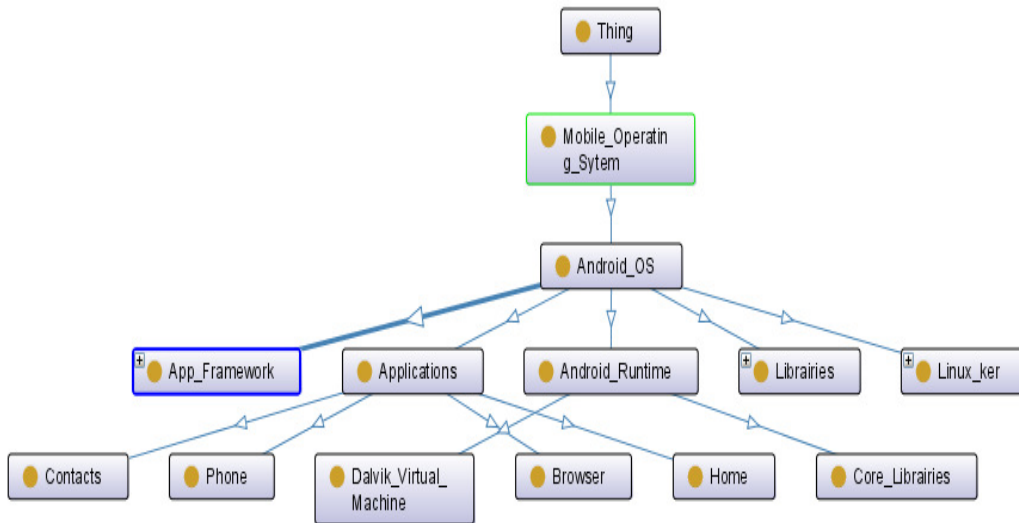 Thing
Mobile_Operatin
g_Sytem
Android_OS
App_Framework
Applications
Android_Runtime
Librairies
Linux_ker
Contacts
Phone
Dalvik_Virtual_
Machine
Browser
Home
Core_Librairies